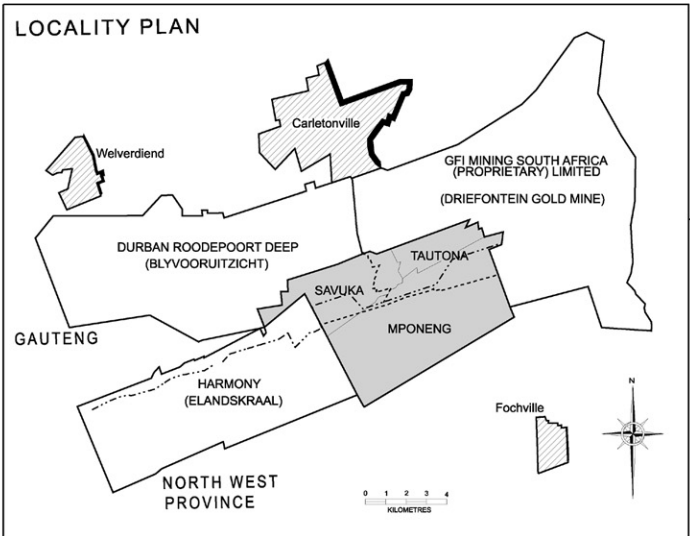 LOCALITY PLAN
Carletonville
Welverdiend
GFI MINING SOUTH AFRICA
(PROPRIETARY) LIMITED
(DRIEFONTEIN GOLD MINE)
DURBAN ROODEPOORT DEEP
(BLYVOORUITZICHT)
TAUTONA
SAVUKA
MPONENG
GAUTENG
HARMONY
(ELANDSKRAAL)
Fochville
N
NORTH WEST
PROVINCE
0 1 2 3 4
KILOMETRES